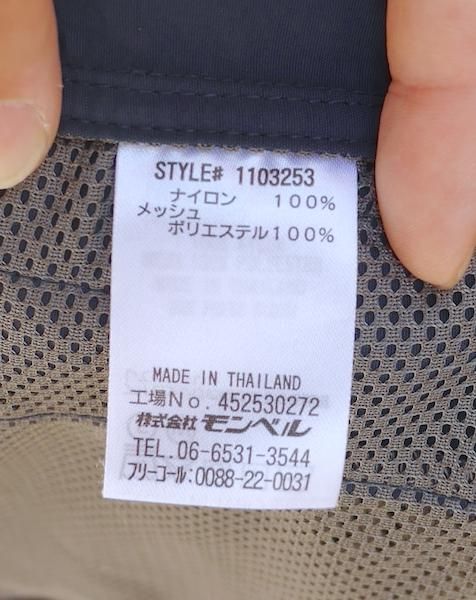 STYLE# 1103253
ナイロン 100%
メッシュ
ポリエステル100%
MADE IN THAILAND
工場No. 452530272
株式会社モンベル
TEL.06-6531-3544
フリーコール:0088-22-0031